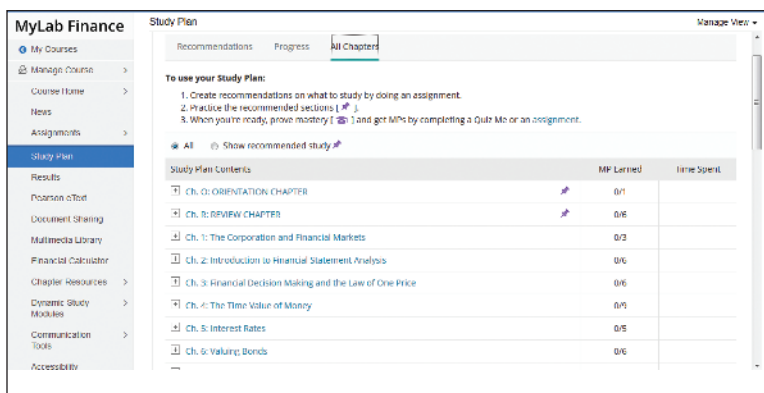 MyLab Finance
Study Plan
Manage View
My Courses
Manage Course
Course Home
News
Assignments
Study Plan
Results
Pearson eText
Document Sharing
Multimedia Library
Financial Calculator
Chapter Resources
Dynamic Study
Modules
Communication
Tools
Accessibility
Recommendations Progress All Chapters
To use your Study Plan:
1. Create recommendations on what to study by doing an assignment.
2. Practice the recommended sections [ ].
3. When you're ready, prove mastery [ ] and get MPs by completing a Quiz Me or an assignment.
All Show recommended study
Study Plan Contents MP Earned Time Spent
Ch. O: ORIENTATION CHAPTER 0/1
Ch. R: REVIEW CHAPTER 0/6
Ch. 1: The Corporation and Financial Markets 0/3
Ch. 2: Introduction to Financial Statement Analysis 0/6
Ch. 3: Financial Decision Making and the Law of One Price 0/6
Ch. 4: The Time Value of Money 0/9
Ch. 5: Interest Rates 0/5
Ch. 6: Valuing Bonds 0/6